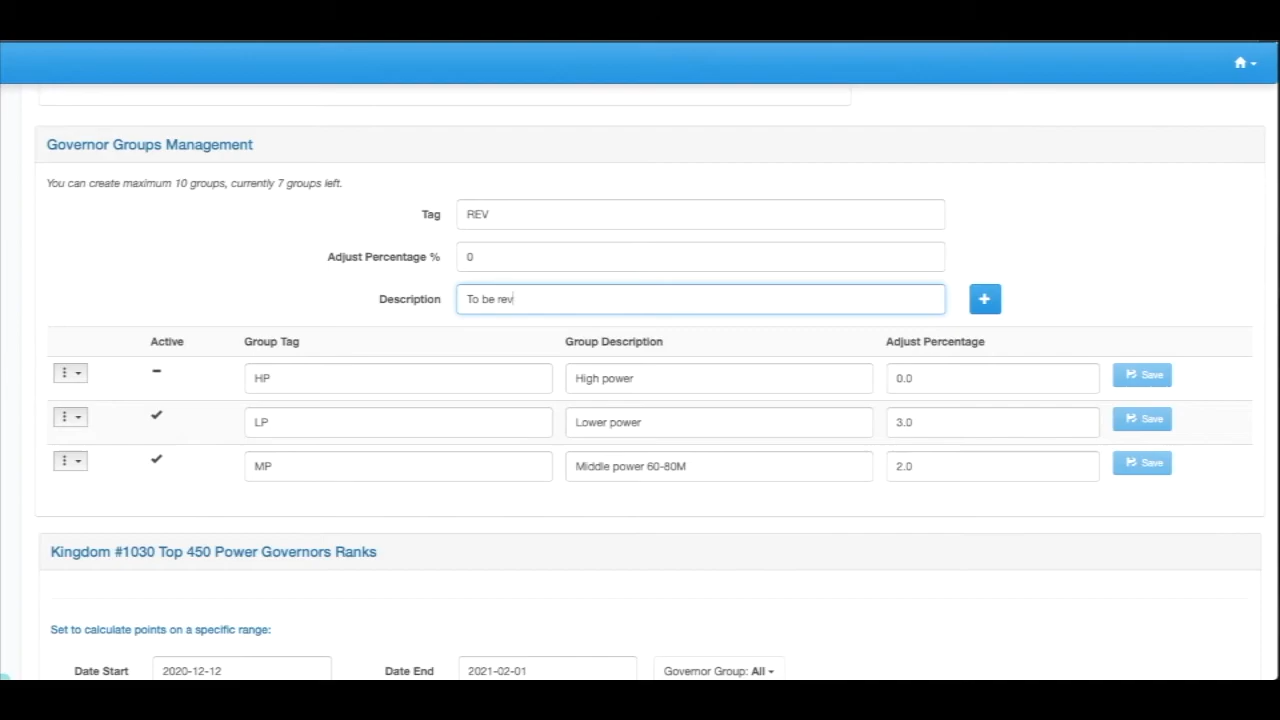 Governor Groups Management
You can create maximum 10 groups, currently 7 groups left.
Tag REV
Adjust Percentage % 0
Description To be rev
Active Group Tag Group Description Adjust Percentage
HP High power 0.0 Save
LP Lower power 3.0 Save
MP Middle power 60-80M 2.0 Save
Kingdom #1030 Top 450 Power Governors Ranks
Set to calculate points on a specific range:
Date Start 2020-12-12 Date End 2021-02-01 Governor Group: All